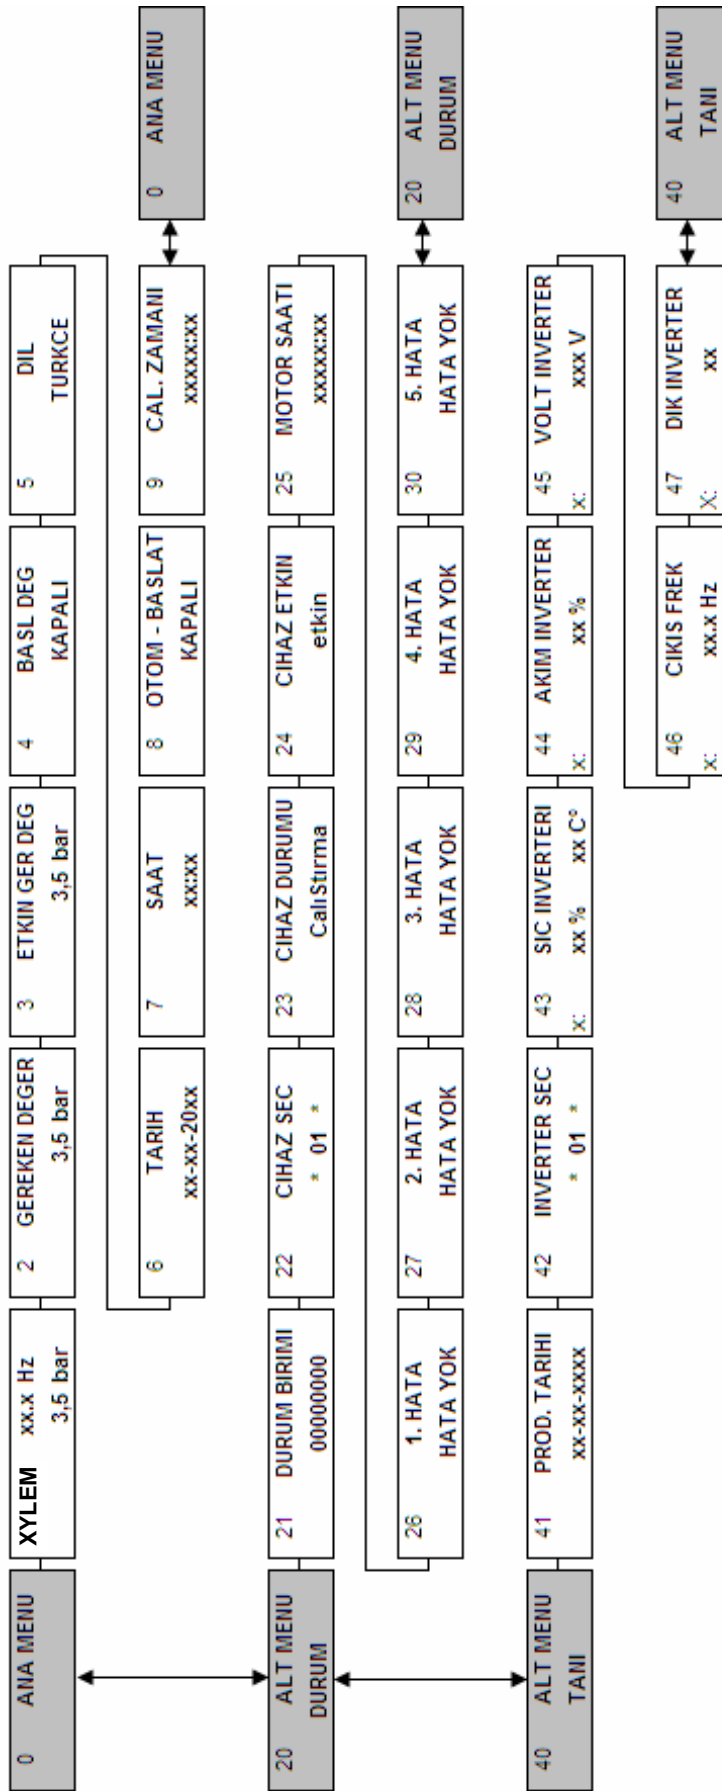 0 ANA MENU
XYLEM xx.x Hz
3,5 bar
2 GEREKEN DEGER
3,5 bar
3 ETKIN GER DEG
3,5 bar
4 BASL DEG
KAPALI
5 DIL
TURKCE
6 TARIH
xx-xx-20xx
7 SAAT
xx:xx
8 OTOM - BASLAT
KAPALI
9 CAL. ZAMANI
xxxxx:xx
0 ANA MENU
20 ALT MENU
DURUM
21 DURUM BIRIMI
00000000
22 CIHAZ SEC
* 01 *
23 CIHAZ DURUMU
CalıStırma
24 CIHAZ ETKIN
etkin
25 MOTOR SAATI
xxxxx:xx
26 1. HATA
HATA YOK
27 2. HATA
HATA YOK
28 3. HATA
HATA YOK
29 4. HATA
HATA YOK
30 5. HATA
HATA YOK
20 ALT MENU
DURUM
40 ALT MENU
TANI
41 PROD. TARIHI
xx-xx-xxxx
42 INVERTER SEC
* 01 *
43 SIC INVERTERI
x: xx % xx C°
44 AKIM INVERTER
x: xx %
45 VOLT INVERTER
x: xxx V
46 CIKIS FREK
x: xx.x Hz
47 DIK INVERTER
X: xx
40 ALT MENU
TANI